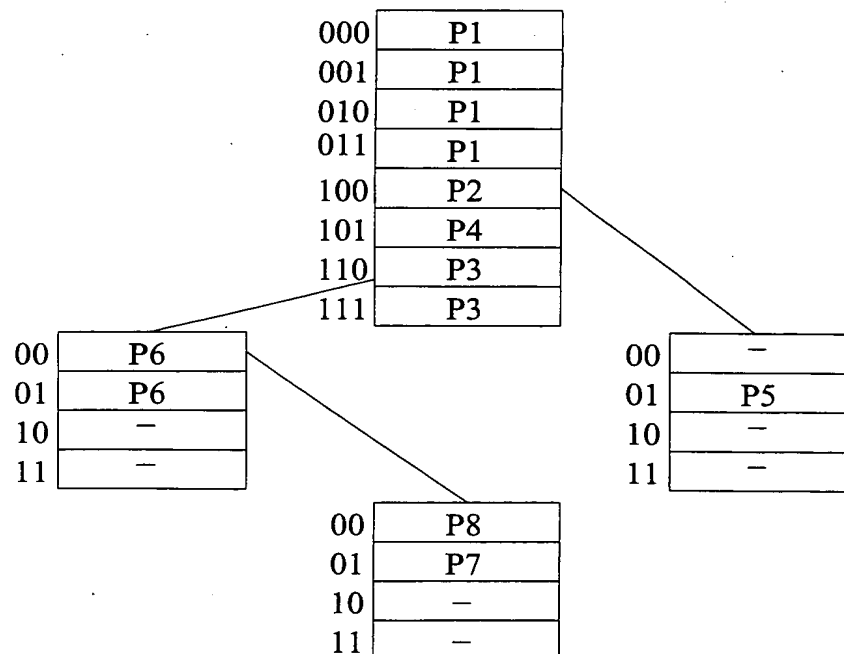 000 P1
001 P1
010 P1
011 P1
100 P2
101 P4
110 P3
111 P3
00 P6
01 P6
10 –
11 –
00 –
01 P5
10 –
11 –
00 P8
01 P7
10 –
11 –